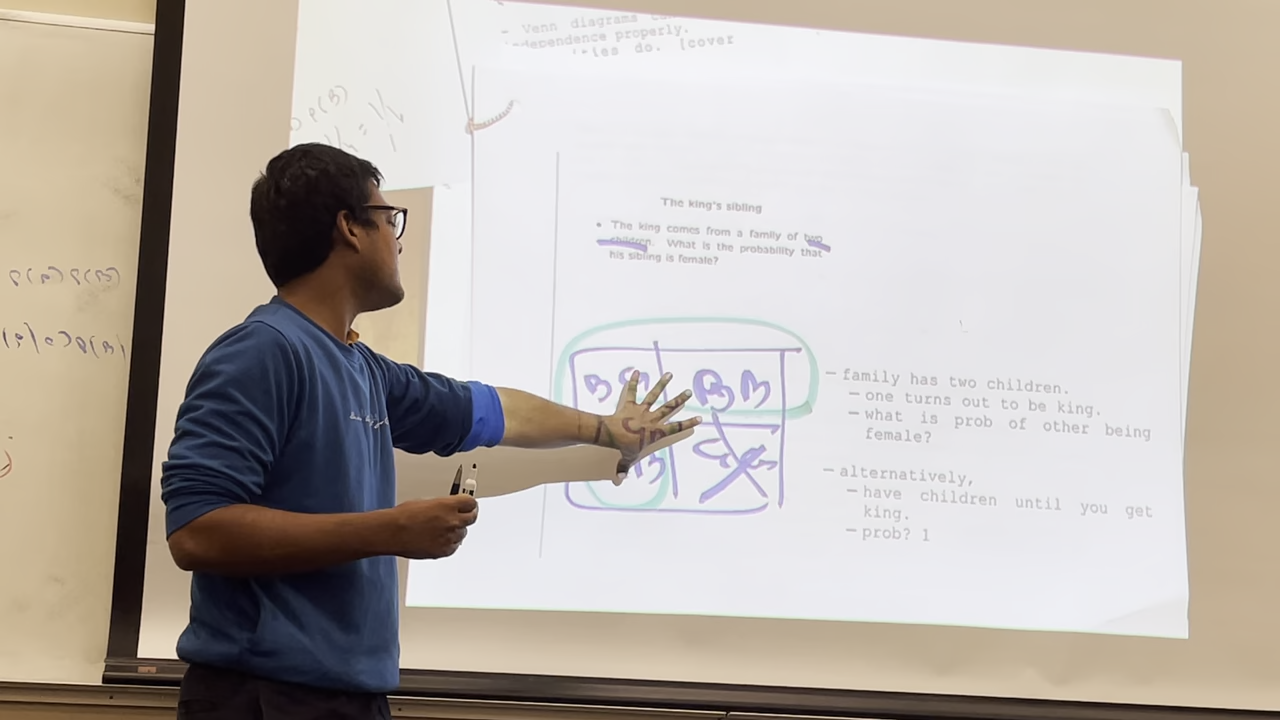 - Venn diagrams
independence properly.
do. [cover
P(B)
P(A) P(B)
The king's sibling
• The king comes from a family of two
children. What is the probability that
his sibling is female?
B G
B B
– family has two children.
– one turns out to be king.
– what is prob of other being
female?
– alternatively,
– have children until you get
king.
– prob? 1